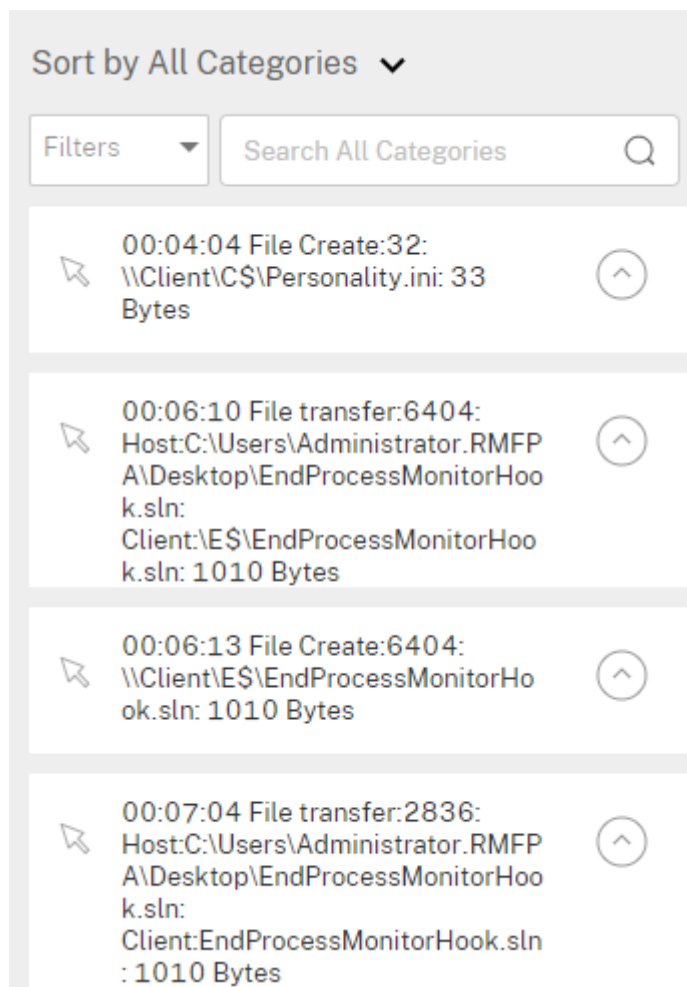 Sort by All Categories
Filters
Search All Categories
00:04:04 File Create:32:
\\Client\C$\Personality.ini: 33
Bytes
00:06:10 File transfer:6404:
Host:C:\Users\Administrator.RMFP
A\Desktop\EndProcessMonitorHoo
k.sln:
Client:\E$\EndProcessMonitorHoo
k.sln: 1010 Bytes
00:06:13 File Create:6404:
\\Client\E$\EndProcessMonitorHo
ok.sln: 1010 Bytes
00:07:04 File transfer:2836:
Host:C:\Users\Administrator.RMFP
A\Desktop\EndProcessMonitorHoo
k.sln:
Client:EndProcessMonitorHook.sln
: 1010 Bytes